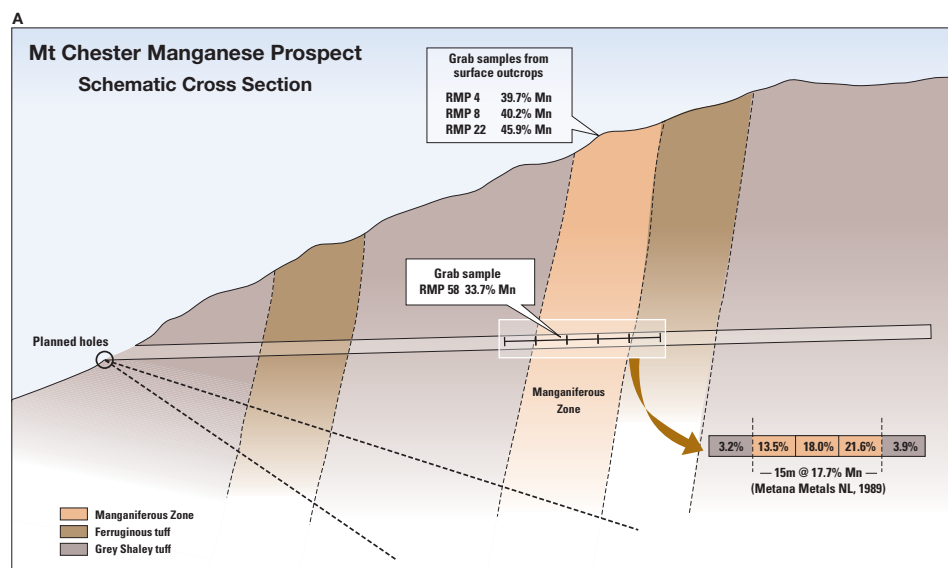 A
Mt Chester Manganese Prospect
Schematic Cross Section
Grab samples from
surface outcrops
RMP 4 39.7% Mn
RMP 8 40.2% Mn
RMP 22 45.9% Mn
Grab sample
RMP 58 33.7% Mn
Planned holes
Manganiferous
Zone
3.2% 13.5% 18.0% 21.6% 3.9%
— 15m @ 17.7% Mn —
(Metana Metals NL, 1989)
Manganiferous Zone
Ferruginous tuff
Grey Shaley tuff